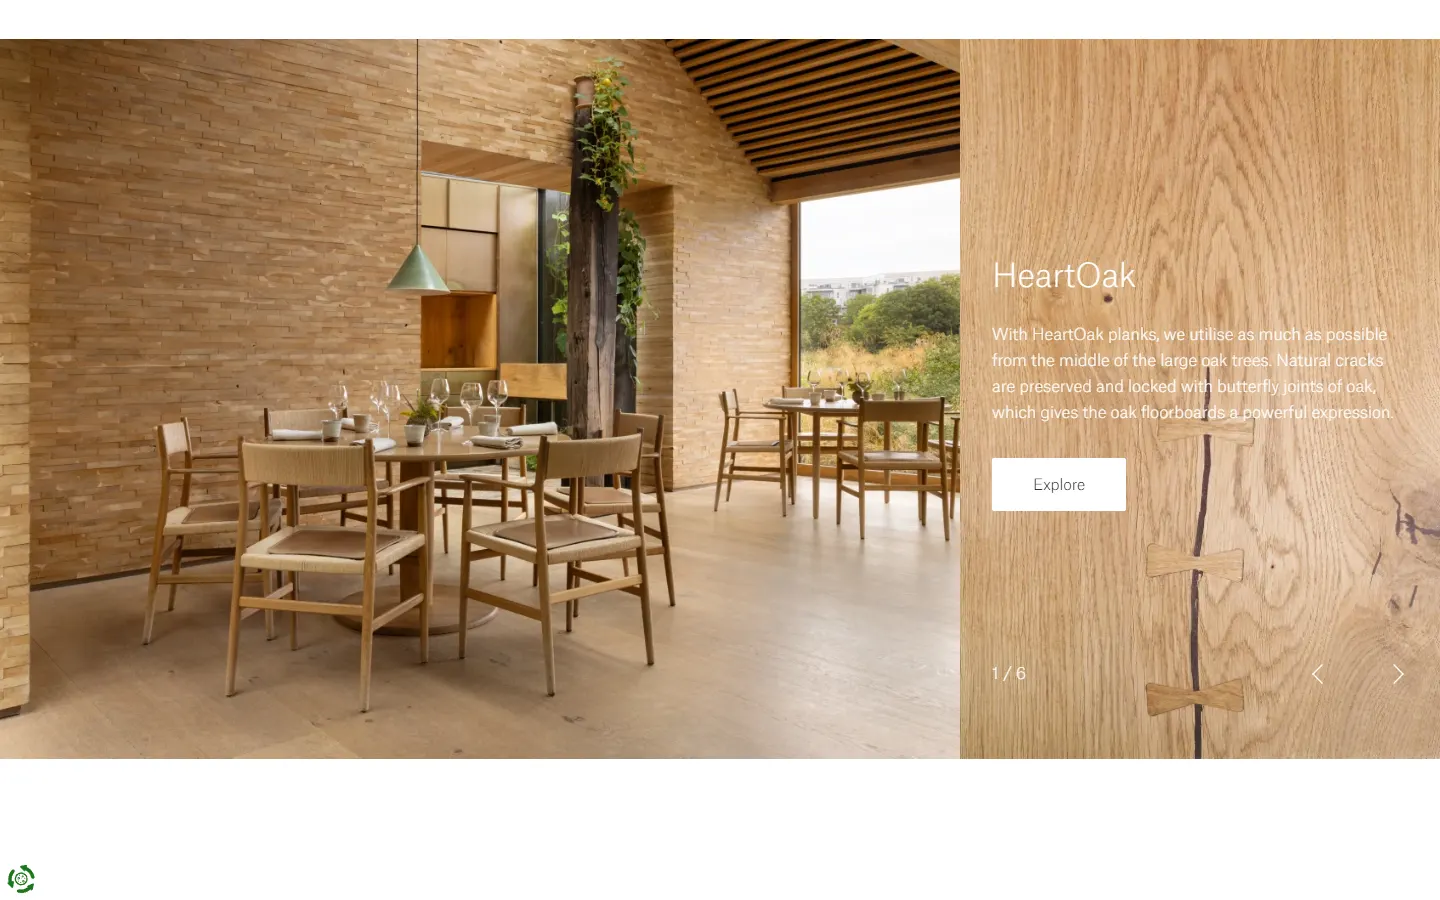 HeartOak
With HeartOak planks, we utilise as much as possible
from the middle of the large oak trees. Natural cracks
are preserved and locked with butterfly joints of oak,
which gives the oak floorboards a powerful expression.
Explore
1 / 6